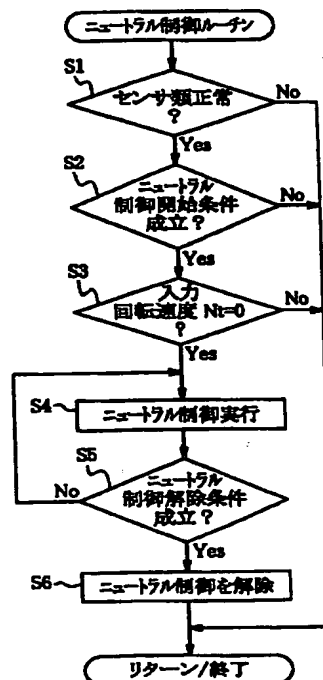 ニュートラル制御ルーチン
S1
センサ類正常
?
No
Yes
S2
ニュートラル
制御開始条件
成立?
No
Yes
S3
入力
回転速度 Nt=0
?
No
Yes
S4
ニュートラル制御実行
S5
ニュートラル
制御解除条件
成立?
No
Yes
S6
ニュートラル制御を解除
リターン/終了